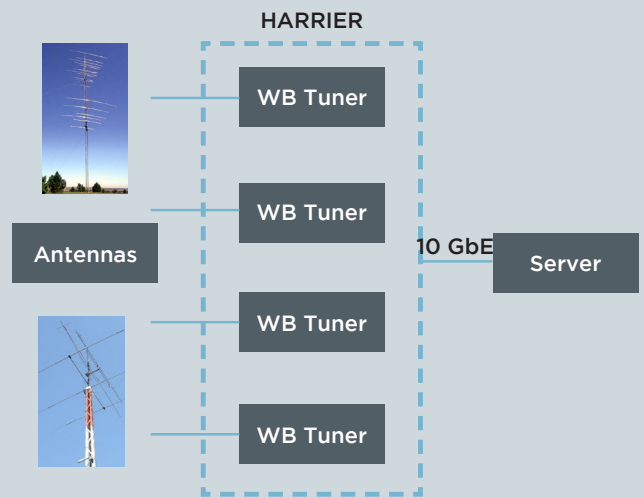 HARRIER
WB Tuner
WB Tuner
Antennas
10 GbE
Server
WB Tuner
WB Tuner